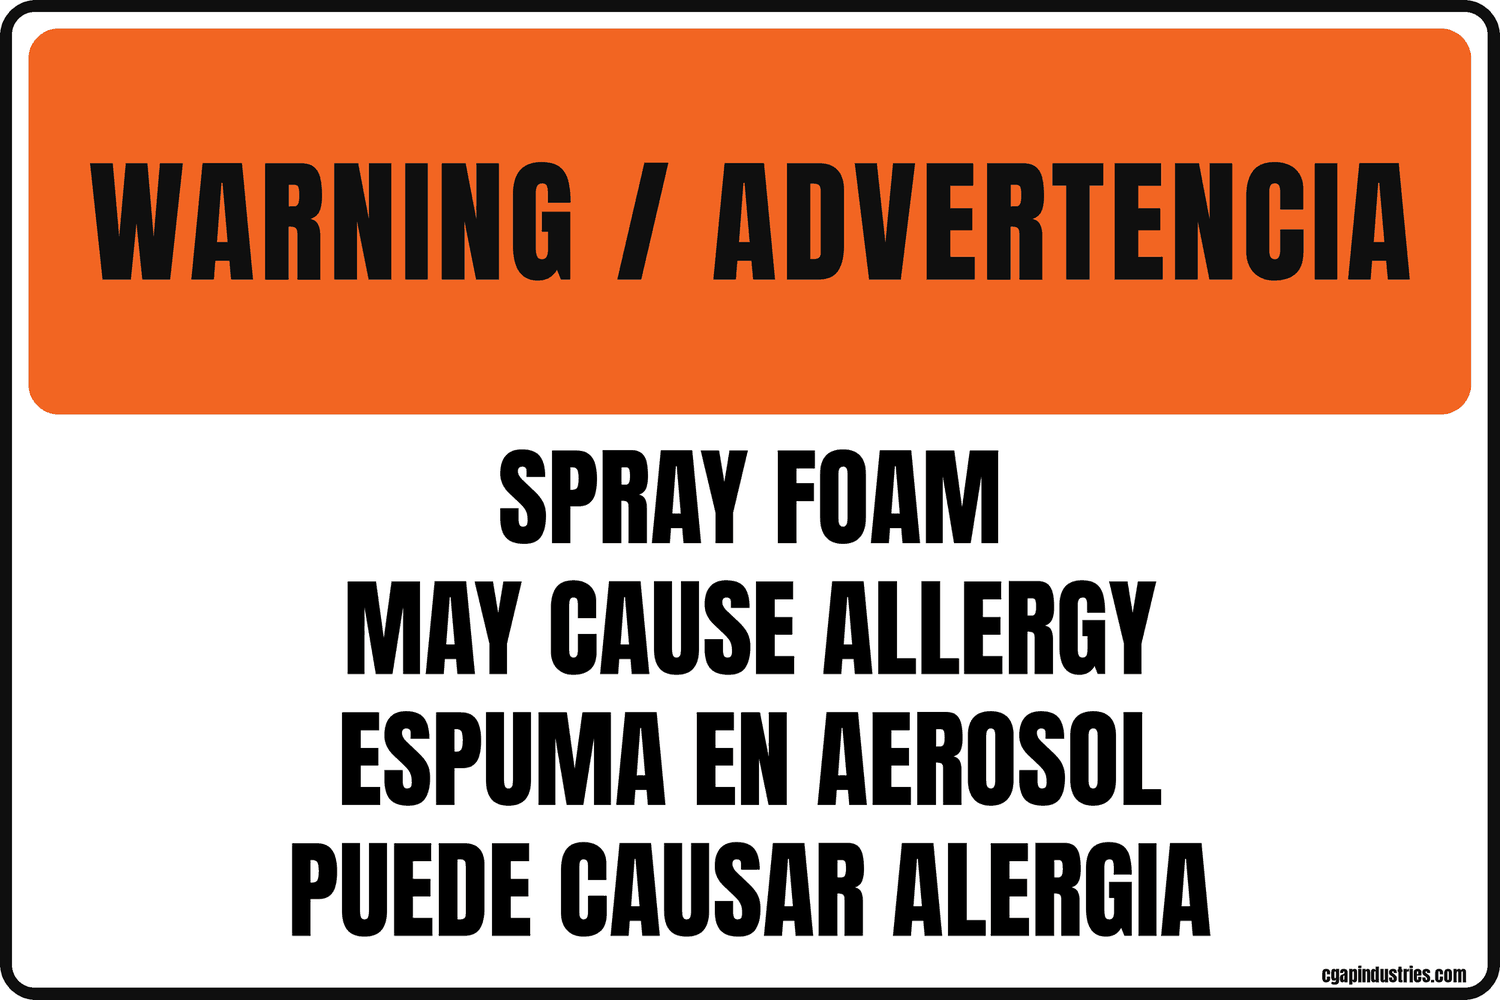 WARNING / ADVERTENCIA
SPRAY FOAM
MAY CAUSE ALLERGY
ESPUMA EN AEROSOL
PUEDE CAUSAR ALERGIA
cgapindustries.com